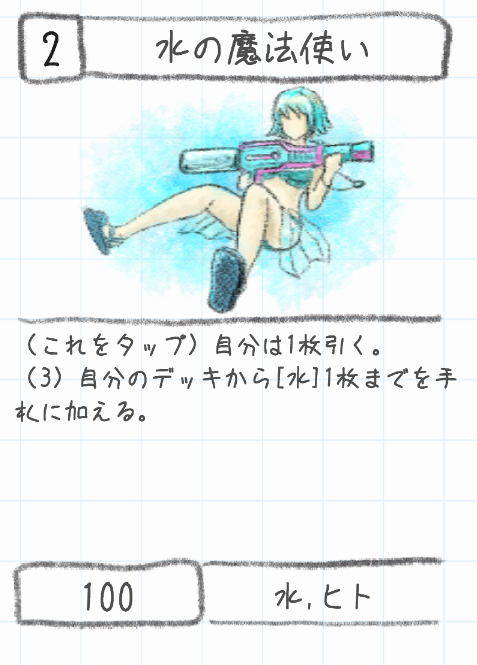 2
水の魔法使い
（これをタップ）自分は1枚引く。
（3）自分のデッキから[水]1枚までを手
札に加える。
100
水,ヒト